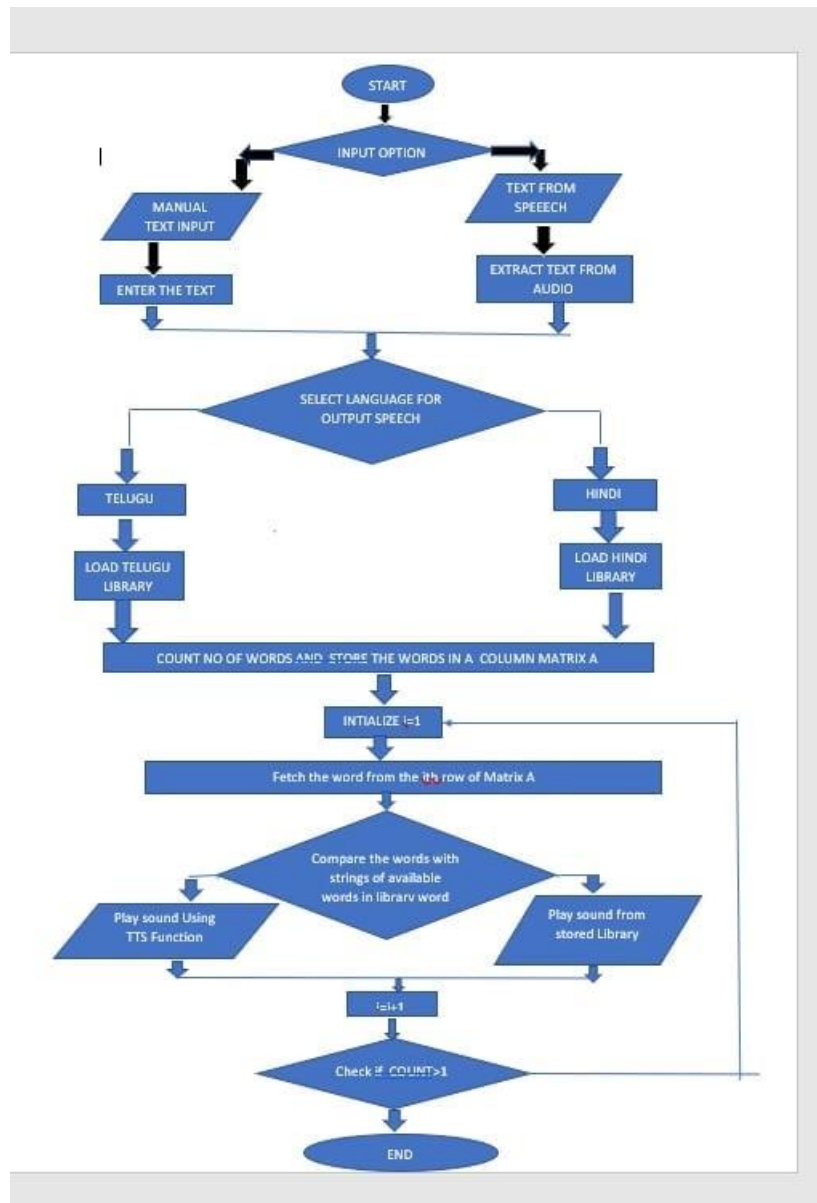 START
INPUT OPTION
MANUAL
TEXT INPUT
TEXT FROM
SPEEECH
ENTER THE TEXT
EXTRACT TEXT FROM
AUDIO
SELECT LANGUAGE FOR
OUTPUT SPEECH
TELUGU
HINDI
LOAD TELUGU
LIBRARY
LOAD HINDI
LIBRARY
COUNT NO OF WORDS AND STORE THE WORDS IN A COLUMN MATRIX A
INTIALIZE i=1
Fetch the word from the ith row of Matrix A
Compare the words with
strings of available
words in library word
Play sound Using
TTS Function
Play sound from
stored Library
i=i+1
Check if COUNT>1
END